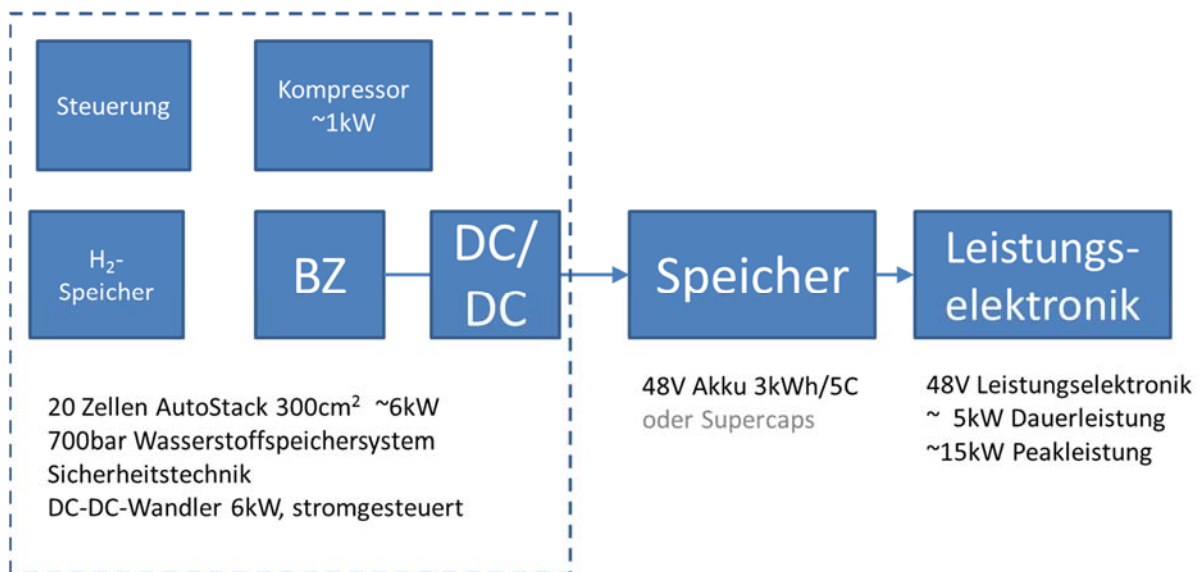 Steuerung
Kompressor
~1kW
H₂-
Speicher
BZ
DC/
DC
Speicher
Leistungs-
elektronik
20 Zellen AutoStack 300cm² ~6kW
700bar Wasserstoffspeichersystem
Sicherheitstechnik
DC-DC-Wandler 6kW, stromgesteuert
48V Akku 3kWh/5C
oder Supercaps
48V Leistungselektronik
~ 5kW Dauerleistung
~15kW Peakleistung